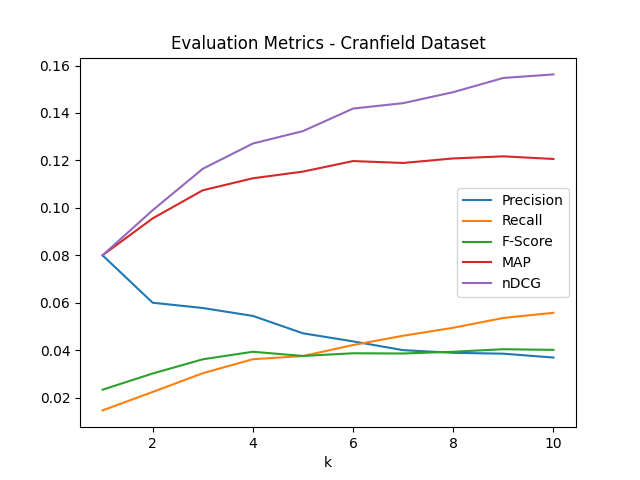 Evaluation Metrics - Cranfield Dataset
0.16
0.14
0.12
0.10
0.08
0.06
0.04
0.02
Precision
Recall
F-Score
MAP
nDCG
2 4 6 8 10
k